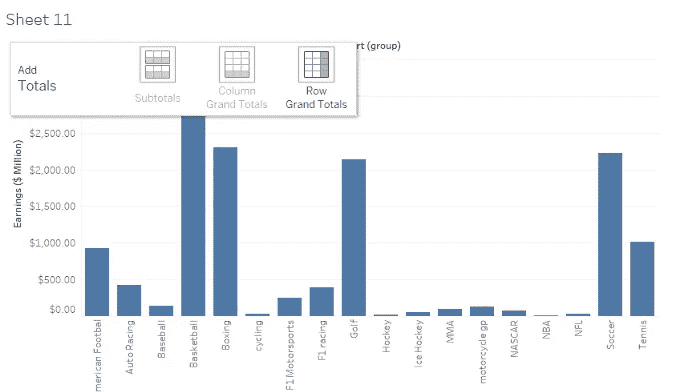 Sheet 11
rt (group)
Add
Totals
Subtotals
Column
Grand Totals
Row
Grand Totals
Earnings ($ Million)
$2,500.00
$2,000.00
$1,500.00
$1,000.00
$500.00
$0.00
merican Footbal
Auto Racing
Baseball
Basketball
Boxing
cycling
F1 Motorsports
F1 racing
Golf
Hockey
Ice Hockey
MMA
motorcycle gp
NASCAR
NBA
NFL
Soccer
Tennis